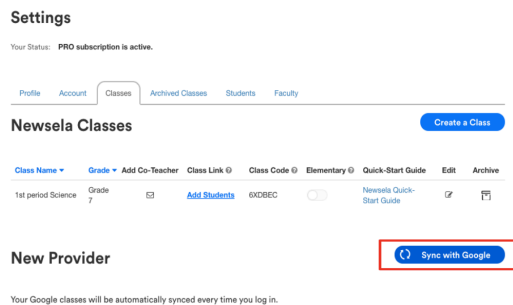 Settings
Your Status: PRO subscription is active.
Profile Account Classes Archived Classes Students Faculty
Newsela Classes
Create a Class
Class Name Grade Add Co-Teacher Class Link Class Code Elementary Quick-Start Guide Edit Archive
1st period Science Grade 7 Add Students 6XDBEC Newsela Quick-
Start Guide
New Provider
Sync with Google
Your Google classes will be automatically synced every time you log in.